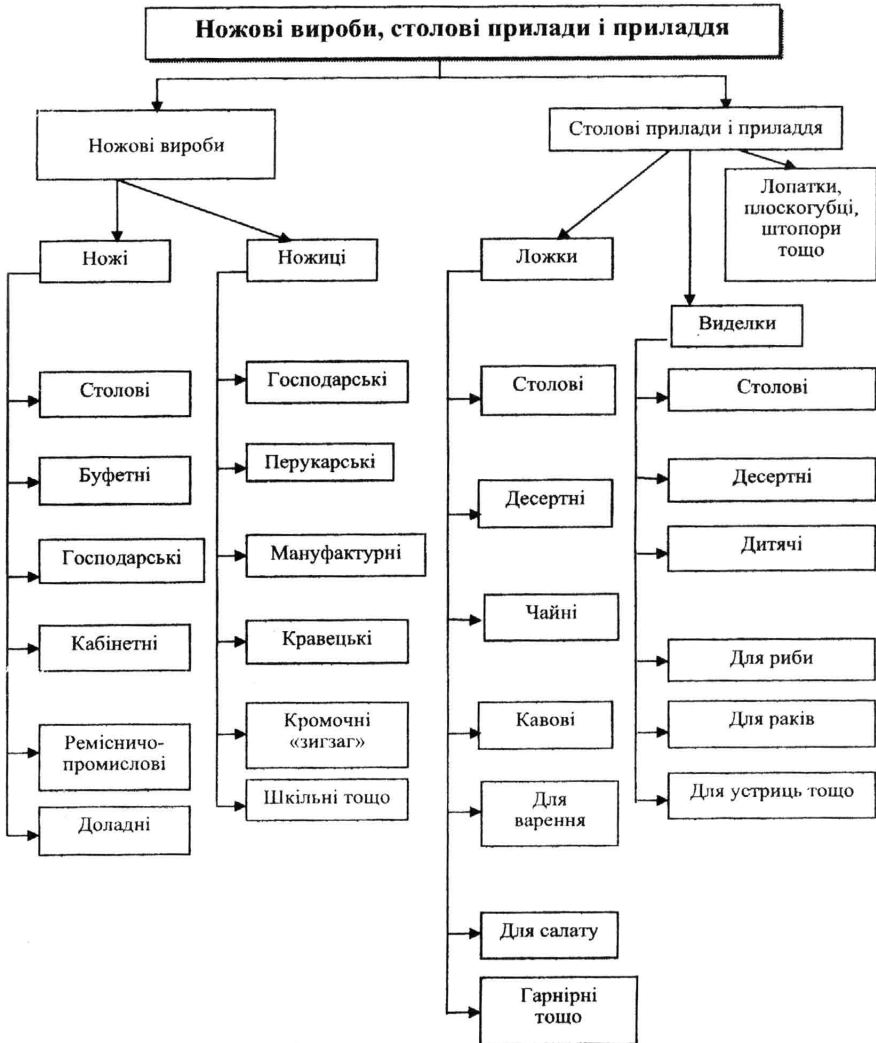 Ножові вироби, столові прилади і приладдя
Ножові вироби
Столові прилади і приладдя
Лопатки,
плоскогубці,
штопори
тощо
Ножі
Ножиці
Ложки
Виделки
Столові
Буфетні
Господарські
Кабінетні
Ремісничо-
промислові
Доладні
Господарські
Перукарські
Мануфактурні
Кравецькі
Кромочні
«зигзаг»
Шкільні тощо
Столові
Десертні
Чайні
Кавові
Для
варення
Для салату
Гарнірні
тощо
Столові
Десертні
Дитячі
Для риби
Для раків
Для устриць тощо